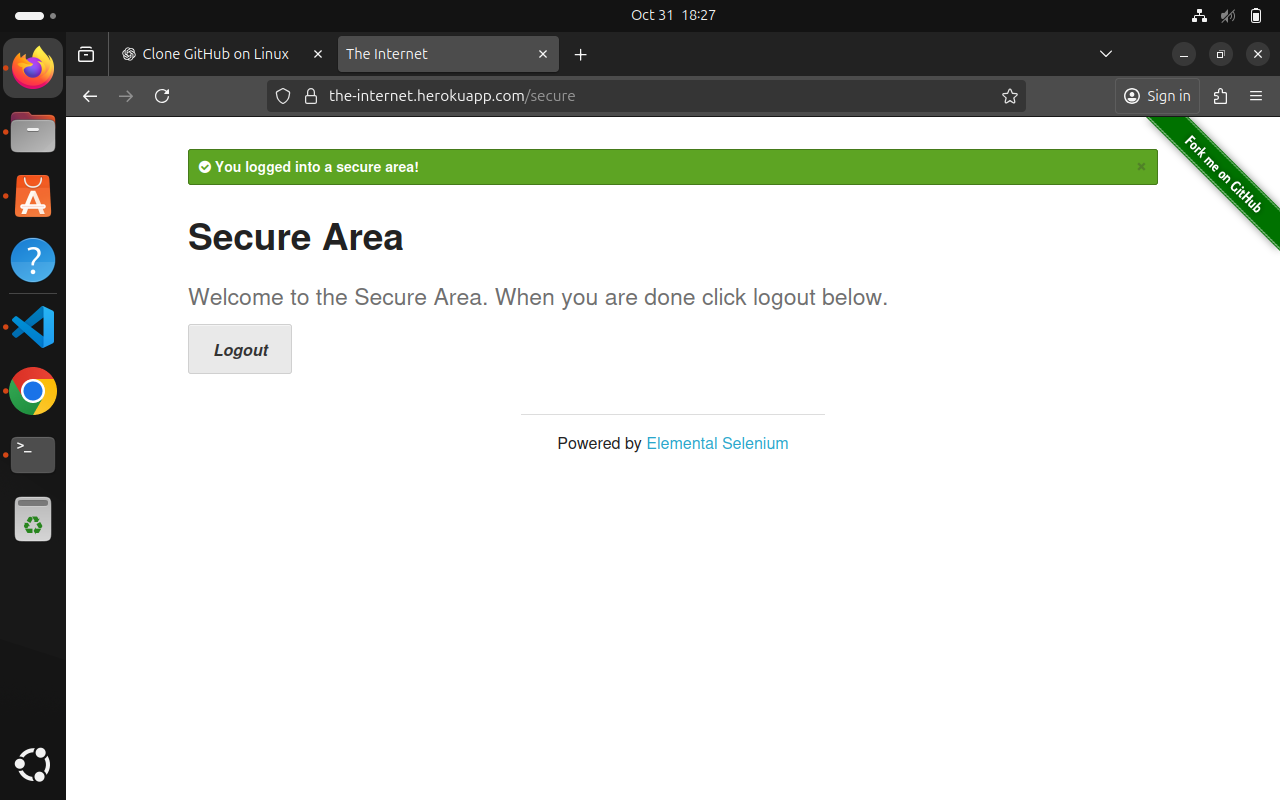 Oct 31 18:27
Clone GitHub on Linux
The Internet
the-internet.herokuapp.com/secure
Sign in
Fork me on GitHub
You logged into a secure area!
×
Secure Area
Welcome to the Secure Area. When you are done click logout below.
Logout
Powered by Elemental Selenium
A
?
>_